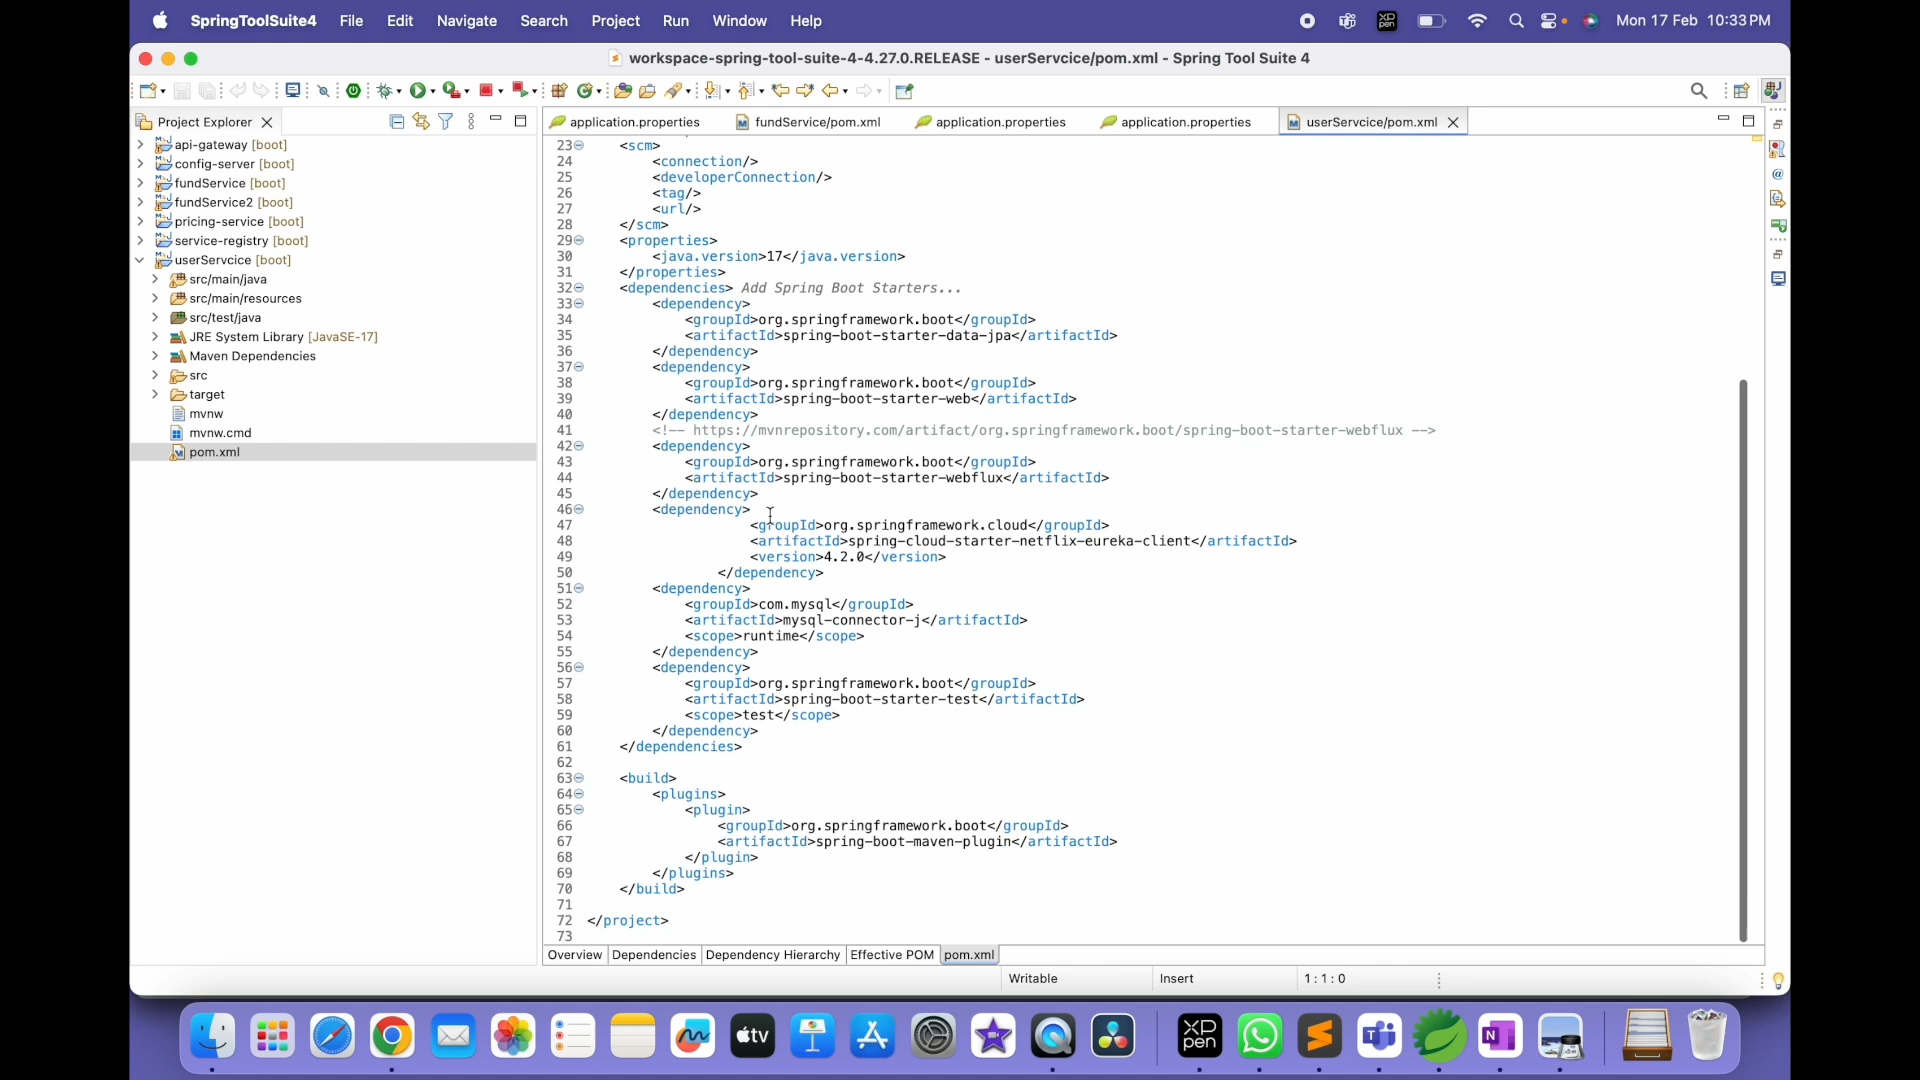 SpringToolSuite4 File Edit Navigate Search Project Run Window Help
XP pen
Mon 17 Feb 10:33 PM
workspace-spring-tool-suite-4-4.27.0.RELEASE - userServcice/pom.xml - Spring Tool Suite 4
Project Explorer
application.properties
fundService/pom.xml
application.properties
application.properties
userServcice/pom.xml
api-gateway [boot]
config-server [boot]
fundService [boot]
fundService2 [boot]
pricing-service [boot]
service-registry [boot]
userServcice [boot]
src/main/java
src/main/resources
src/test/java
JRE System Library [JavaSE-17]
Maven Dependencies
src
target
mvnw
mvnw.cmd
pom.xml
23 <scm>
24 <connection/>
25 <developerConnection/>
26 <tag/>
27 <url/>
28 </scm>
29 <properties>
30 <java.version>17</java.version>
31 </properties>
32 <dependencies> Add Spring Boot Starters...
33 <dependency>
34 <groupId>org.springframework.boot</groupId>
35 <artifactId>spring-boot-starter-data-jpa</artifactId>
36 </dependency>
37 <dependency>
38 <groupId>org.springframework.boot</groupId>
39 <artifactId>spring-boot-starter-web</artifactId>
40 </dependency>
41 <!-- https://mvnrepository.com/artifact/org.springframework.boot/spring-boot-starter-webflux -->
42 <dependency>
43 <groupId>org.springframework.boot</groupId>
44 <artifactId>spring-boot-starter-webflux</artifactId>
45 </dependency>
46 <dependency>
47 <groupId>org.springframework.cloud</groupId>
48 <artifactId>spring-cloud-starter-netflix-eureka-client</artifactId>
49 <version>4.2.0</version>
50 </dependency>
51 <dependency>
52 <groupId>com.mysql</groupId>
53 <artifactId>mysql-connector-j</artifactId>
54 <scope>runtime</scope>
55 </dependency>
56 <dependency>
57 <groupId>org.springframework.boot</groupId>
58 <artifactId>spring-boot-starter-test</artifactId>
59 <scope>test</scope>
60 </dependency>
61 </dependencies>
62
63 <build>
64 <plugins>
65 <plugin>
66 <groupId>org.springframework.boot</groupId>
67 <artifactId>spring-boot-maven-plugin</artifactId>
68 </plugin>
69 </plugins>
70 </build>
71
72 </project>
73
Overview Dependencies Dependency Hierarchy Effective POM pom.xml
Writable Insert 1:1:0
tv
XP pen